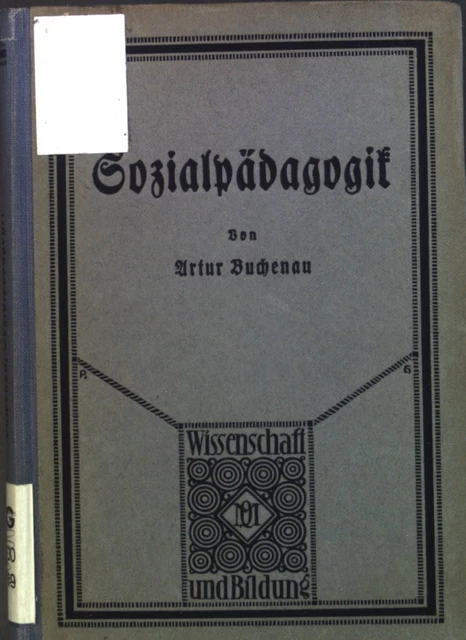 Sozialpädagogik
Von
Artur Buchenau
Wissenschaft
und Bildung